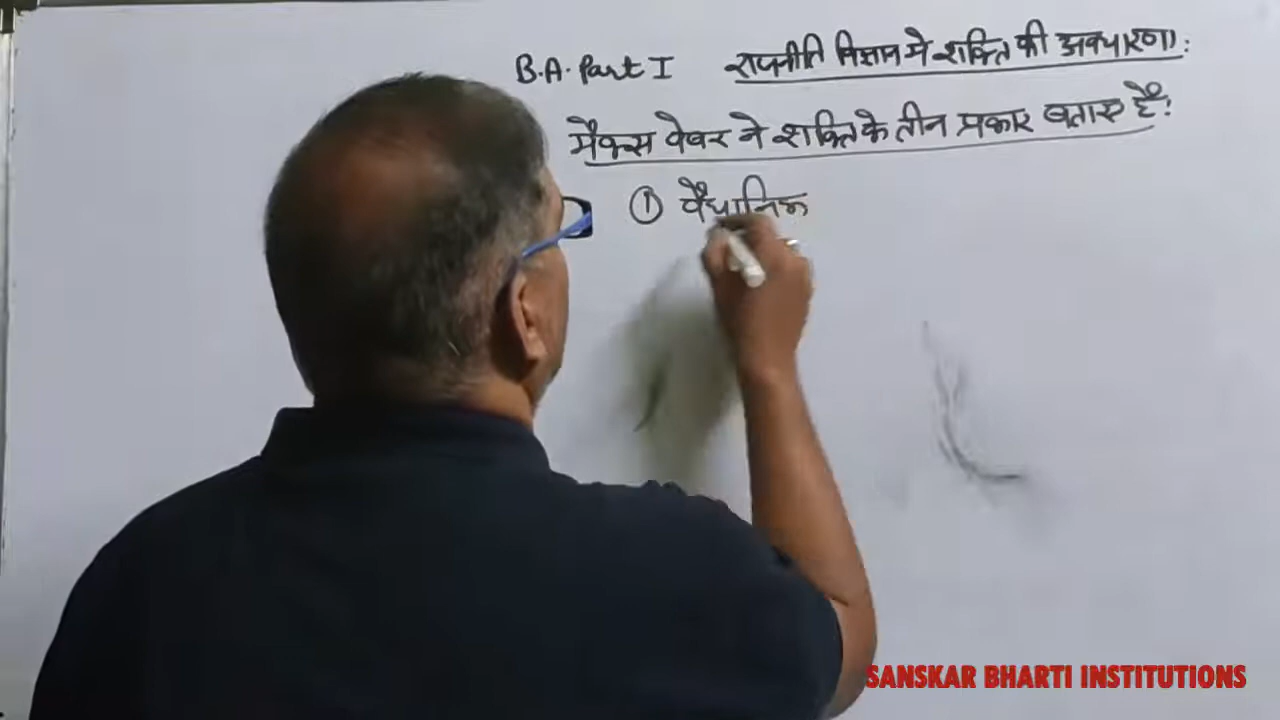 B.A. Part I राजनीति विज्ञान मे शक्ति की अवधारणा:
मैक्स वेबर ने शक्ति के तीन प्रकार बताए हैं!
① वैधानिक
SANSKAR BHARTI INSTITUTIONS